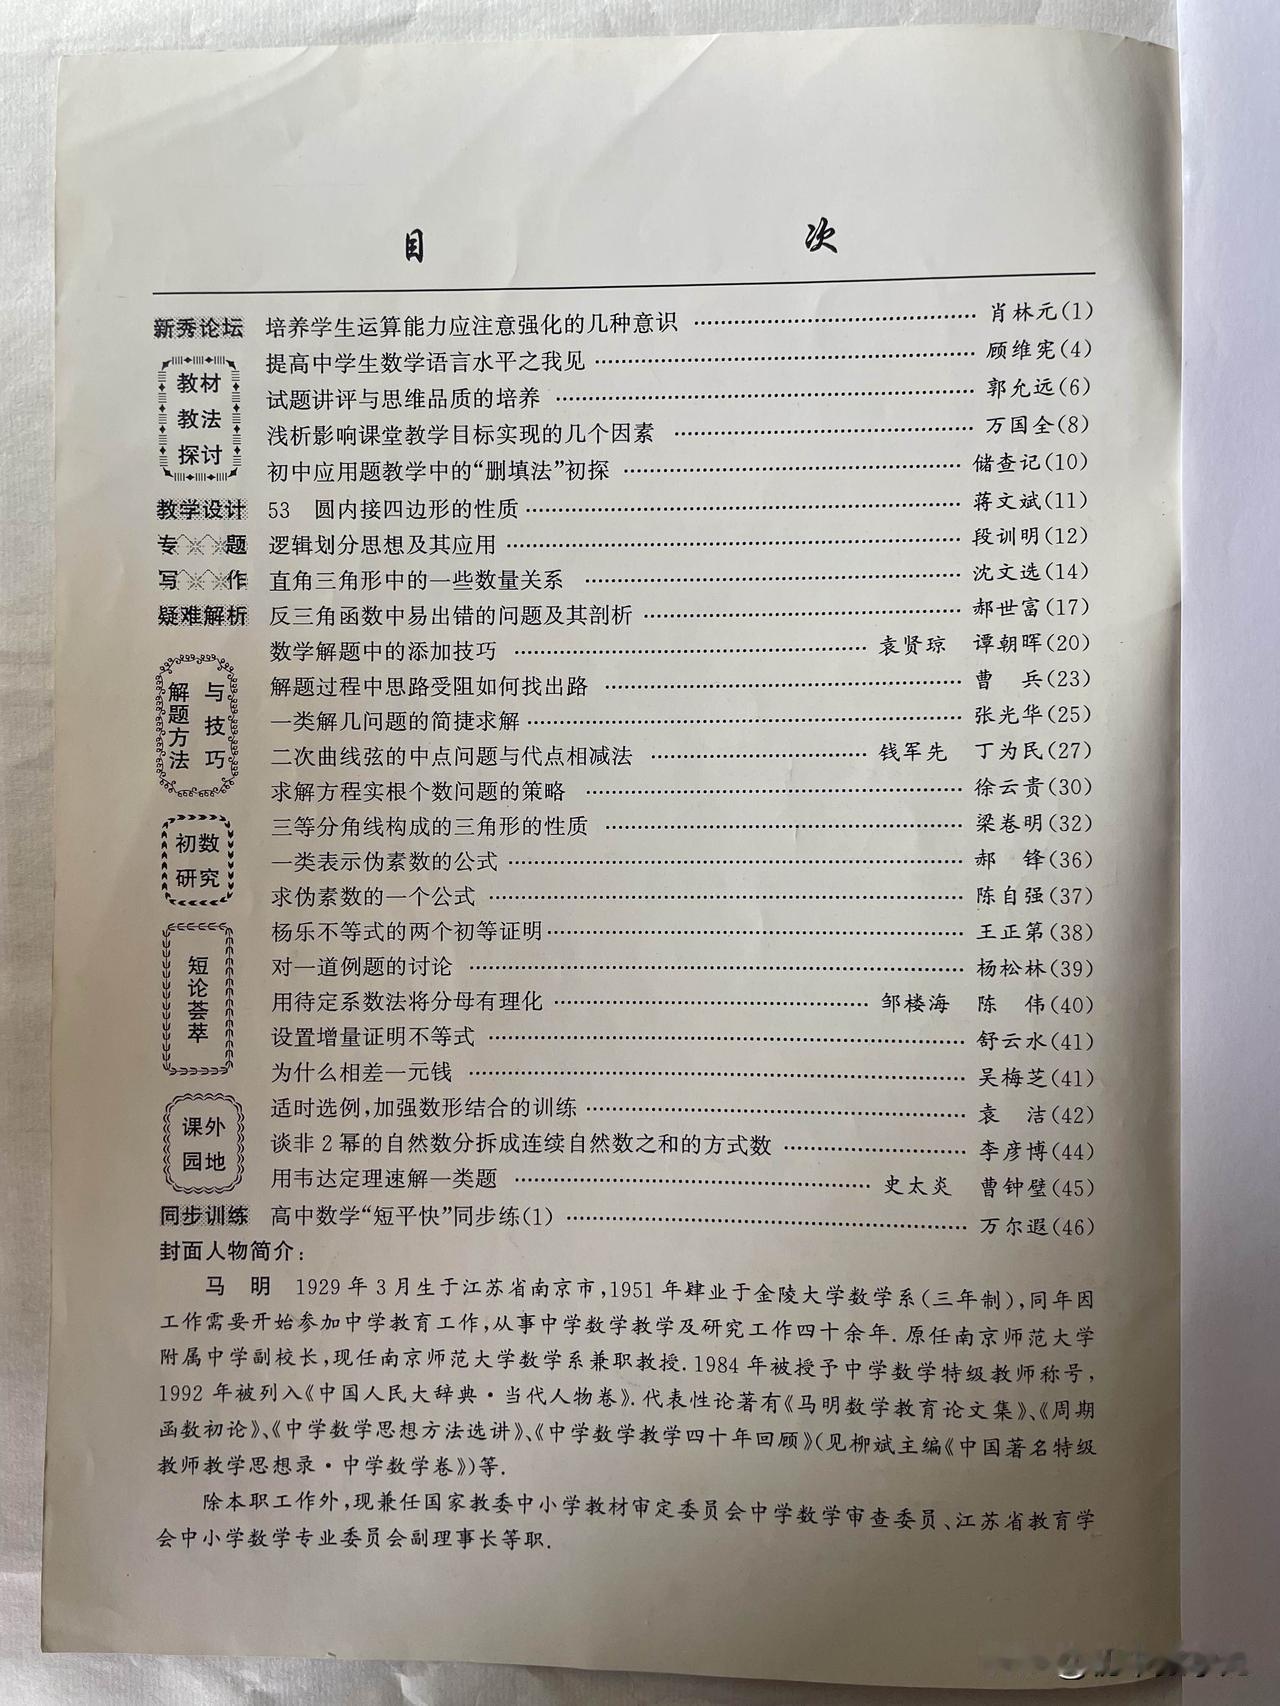 目 次
新秀论坛 培养学生运算能力应注意强化的几种意识 肖林元(1)
教材
教法
探讨
提高中学生数学语言水平之我见 顾维宪(4)
试题讲评与思维品质的培养 郭允远(6)
浅析影响课堂教学目标实现的几个因素 万国全(8)
初中应用题教学中的“删填法”初探 储查记(10)
教学设计 53 圆内接四边形的性质 蒋文斌(11)
专题 逻辑划分思想及其应用 段训明(12)
写作 直角三角形中的一些数量关系 沈文选(14)
疑难解析 反三角函数中易出错的问题及其剖析 郝世富(17)
解题方法
与技巧
数学解题中的添加技巧 袁贤琼 谭朝晖(20)
解题过程中思路受阻如何找出路 曹 兵(23)
一类解几问题的简捷求解 张光华(25)
二次曲线弦的中点问题与代点相减法 钱军先 丁为民(27)
求解方程实根个数问题的策略 徐云贵(30)
初数
研究
三等分角线构成的三角形的性质 梁卷明(32)
一类表示伪素数的公式 郝 锋(36)
求伪素数的一个公式 陈自强(37)
短论荟萃
杨乐不等式的两个初等证明 王正第(38)
对一道例题的讨论 杨松林(39)
用待定系数法将分母有理化 邹楼海 陈 伟(40)
设置增量证明不等式 舒云水(41)
为什么相差一元钱 吴梅芝(41)
课外
园地
适时选例,加强数形结合的训练 袁 洁(42)
谈非 2 幂的自然数分拆成连续自然数之和的方式数 李彦博(44)
用韦达定理速解一类题 史太炎 曹钟璧(45)
同步训练 高中数学“短平快”同步练(1) 万尔遐(46)
封面人物简介:
马 明 1929 年 3 月生于江苏省南京市,1951 年肄业于金陵大学数学系(三年制),同年因
工作需要开始参加中学教育工作,从事中学数学教学及研究工作四十余年. 原任南京师范大学
附属中学副校长,现任南京师范大学数学系兼职教授. 1984 年被授予中学数学特级教师称号,
1992 年被列入《中国人民大辞典·当代人物卷》. 代表性论著有《马明数学教育论文集》、《周期
函数初论》、《中学数学思想方法选讲》、《中学数学教学四十年回顾》(见柳斌主编《中国著名特级
教师教学思想录·中学数学卷》)等.
除本职工作外,现兼任国家教委中小学教材审定委员会中学数学审查委员、江苏省教育学
会中小学数学专业委员会副理事长等职.